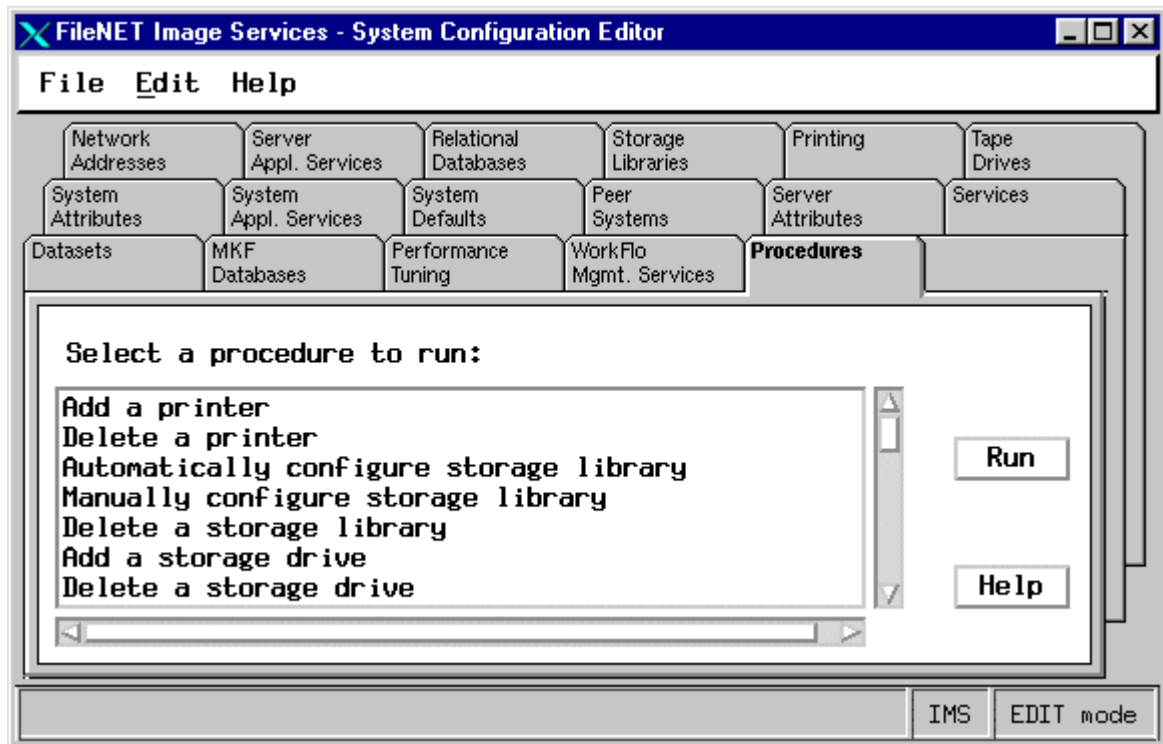 FileNET Image Services - System Configuration Editor
File Edit Help
Network Addresses
Server Appl. Services
Relational Databases
Storage Libraries
Printing
Tape Drives
System Attributes
System Appl. Services
System Defaults
Peer Systems
Server Attributes
Services
Datasets
MKF Databases
Performance Tuning
WorkFlo Mgmt. Services
Procedures
Select a procedure to run:
Add a printer
Delete a printer
Automatically configure storage library
Manually configure storage library
Delete a storage library
Add a storage drive
Delete a storage drive
Run
Help
IMS
EDIT mode